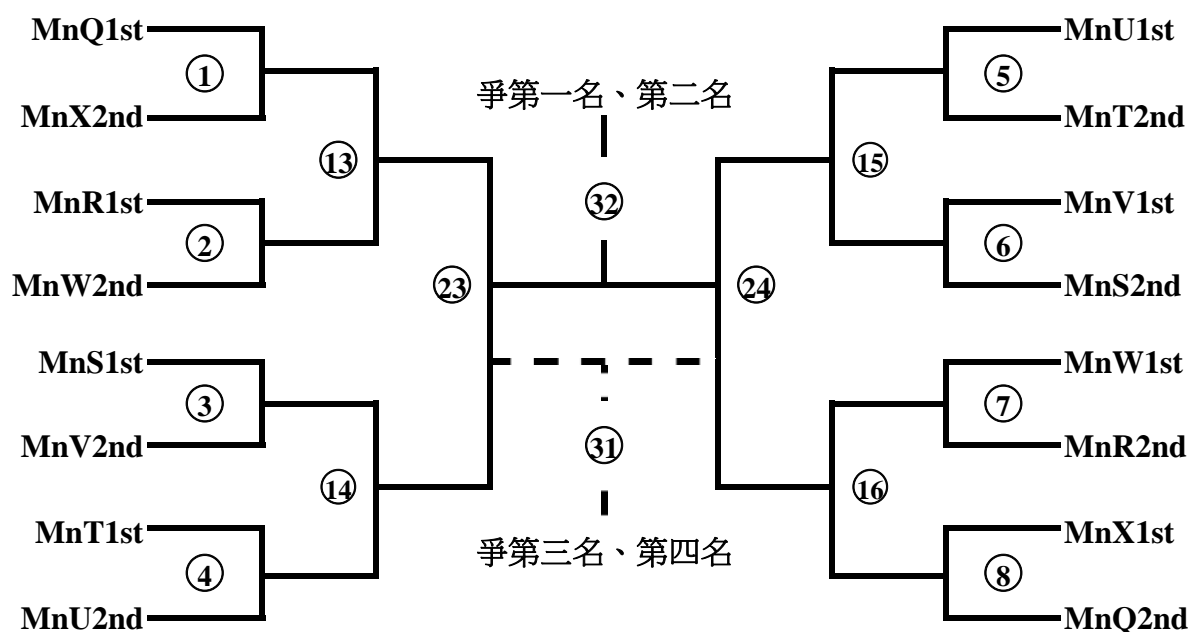 MnQ1st
①
MnX2nd
⑬
MnR1st
②
MnW2nd
㉓
MnS1st
③
MnV2nd
⑭
MnT1st
④
MnU2nd
爭第一名、第二名
㉜
㉛
爭第三名、第四名
MnU1st
⑤
MnT2nd
⑮
MnV1st
⑥
MnS2nd
㉔
MnW1st
⑦
MnR2nd
⑯
MnX1st
⑧
MnQ2nd